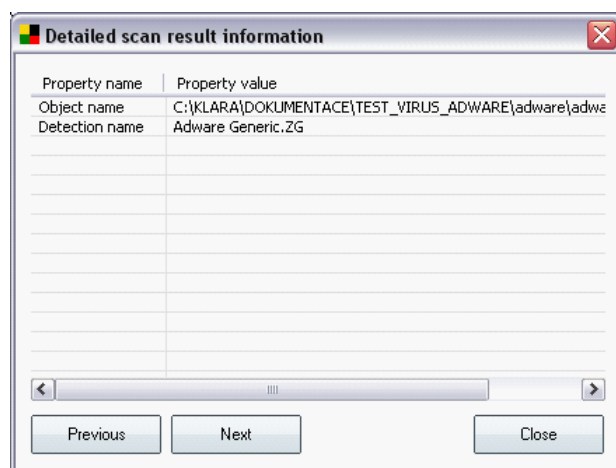 Detailed scan result information
Property name Property value
Object name C:\KLARA\DOKUMENTACE\TEST_VIRUS_ADWARE\adware\adwa
Detection name Adware Generic.ZG
Previous Next Close